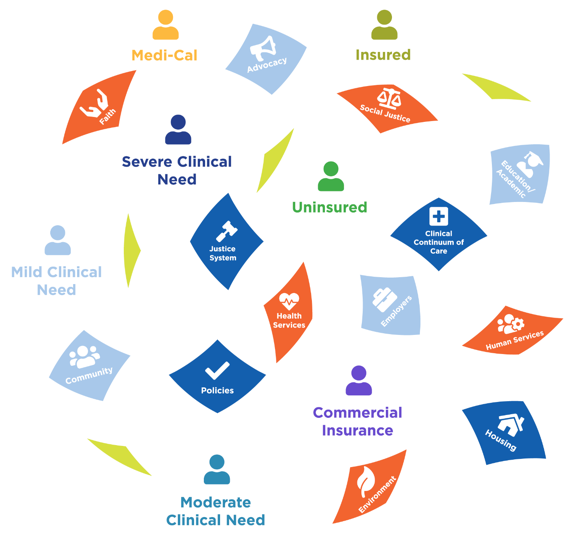 Medi-Cal
Advocacy
Insured
Faith
Social Justice
Severe Clinical
Need
Education/
Academic
Uninsured
Justice
System
Clinical
Continuum of
Care
Mild Clinical
Need
Health
Services
Employers
Human Services
Community
Policies
Commercial
Insurance
Housing
Moderate
Clinical Need
Environment